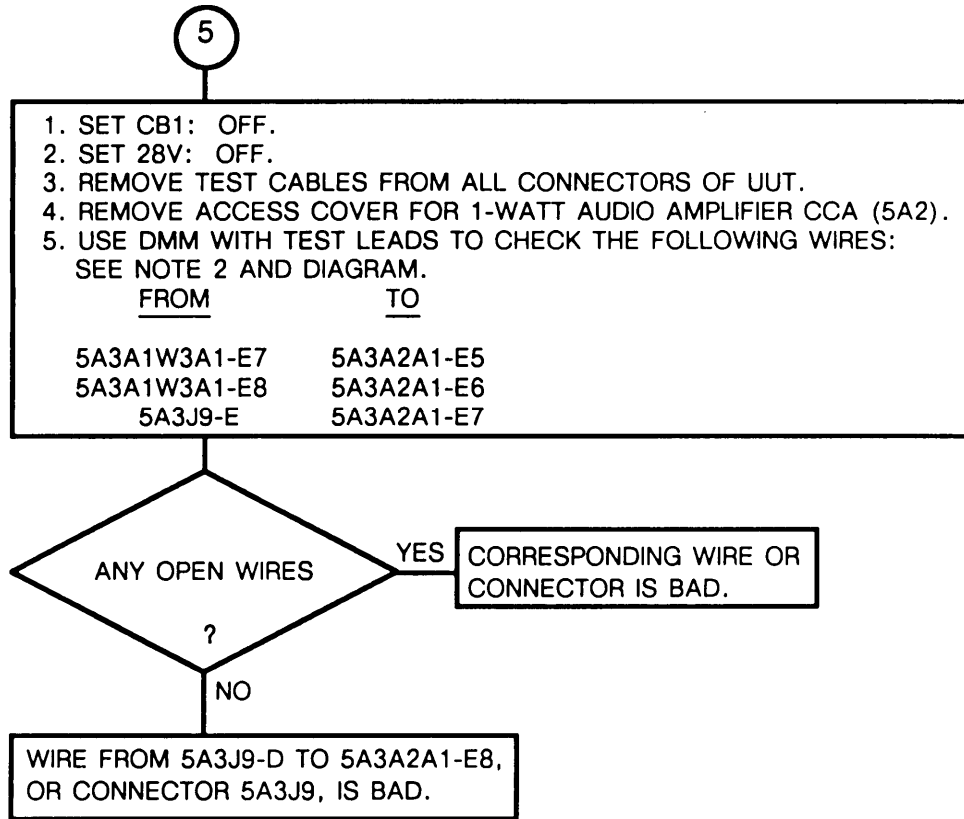 5
1. SET CB1: OFF.
2. SET 28V: OFF.
3. REMOVE TEST CABLES FROM ALL CONNECTORS OF UUT.
4. REMOVE ACCESS COVER FOR 1-WATT AUDIO AMPLIFIER CCA (5A2).
5. USE DMM WITH TEST LEADS TO CHECK THE FOLLOWING WIRES:
SEE NOTE 2 AND DIAGRAM.
FROM TO
5A3A1W3A1-E7 5A3A2A1-E5
5A3A1W3A1-E8 5A3A2A1-E6
5A3J9-E 5A3A2A1-E7
ANY OPEN WIRES
?
YES
CORRESPONDING WIRE OR
CONNECTOR IS BAD.
NO
WIRE FROM 5A3J9-D TO 5A3A2A1-E8,
OR CONNECTOR 5A3J9, IS BAD.